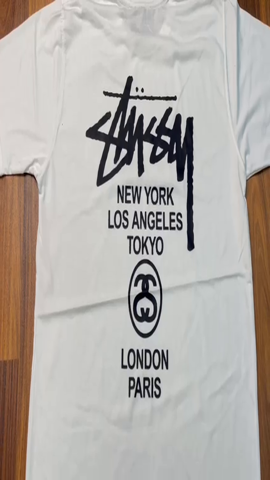 Stüssy
NEW YORK
LOS ANGELES
TOKYO
LONDON
PARIS